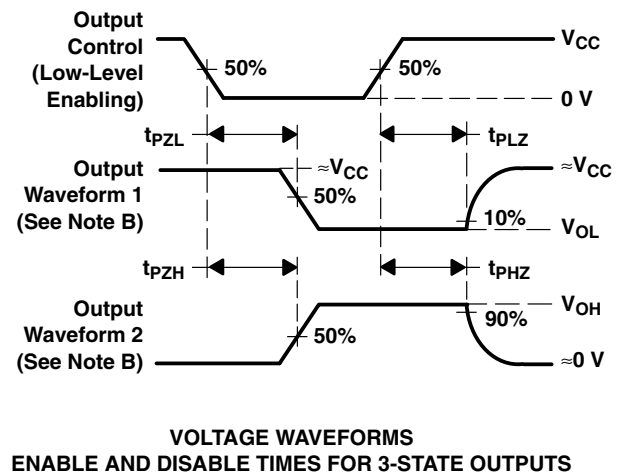 Output
Control
(Low-Level
Enabling)
50%
50%
VCC
0 V
tPZL
tPLZ
Output
Waveform 1
(See Note B)
≈VCC
50%
≈VCC
10%
VOL
tPZH
tPHZ
Output
Waveform 2
(See Note B)
50%
VOH
90%
≈0 V
VOLTAGE WAVEFORMS
ENABLE AND DISABLE TIMES FOR 3-STATE OUTPUTS